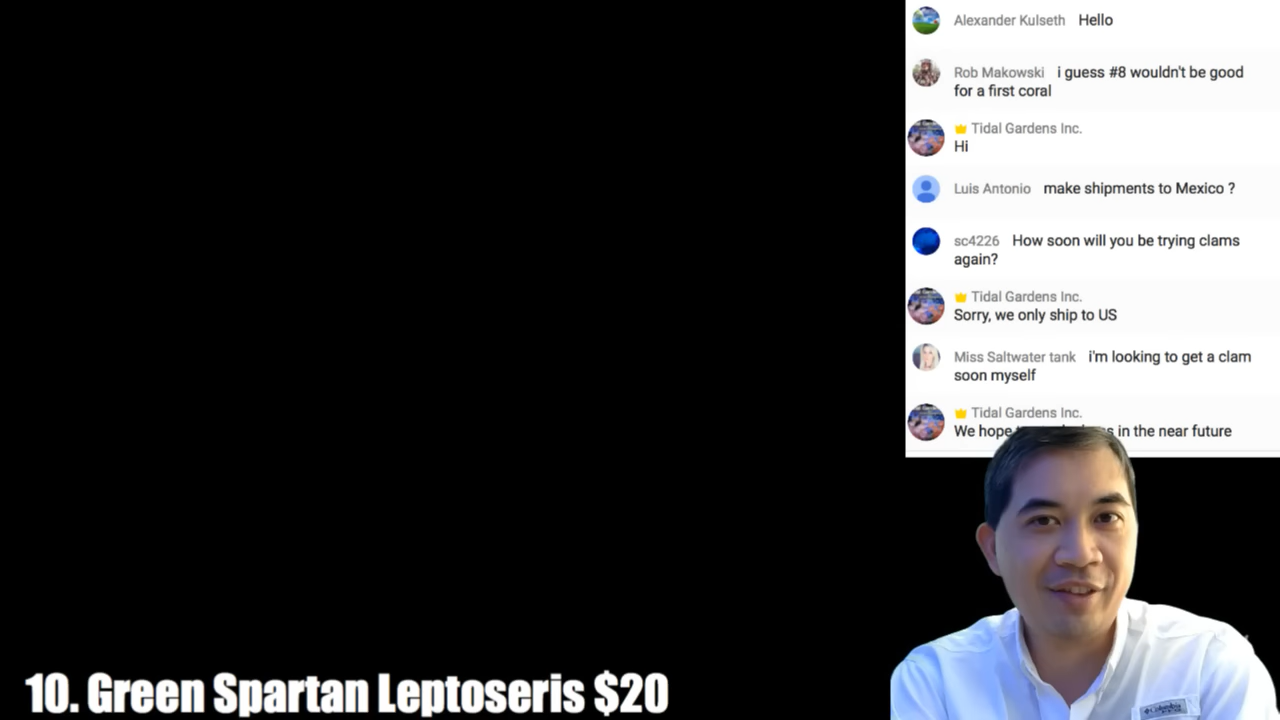 Alexander Kulseth Hello
Rob Makowski i guess #8 wouldn't be good
for a first coral
Tidal Gardens Inc.
Hi
Luis Antonio make shipments to Mexico ?
sc4226 How soon will you be trying clams
again?
Tidal Gardens Inc.
Sorry, we only ship to US
Miss Saltwater tank i'm looking to get a clam
soon myself
Tidal Gardens Inc.
We hope in the near future
Columbia
10. Green Spartan Leptoseris $20